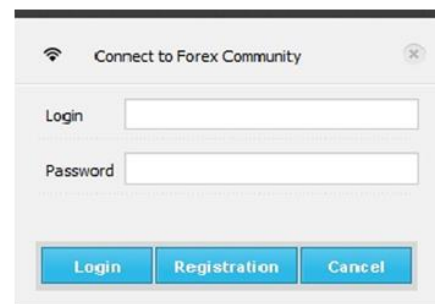 Connect to Forex Community
Login
Password
Login Registration Cancel